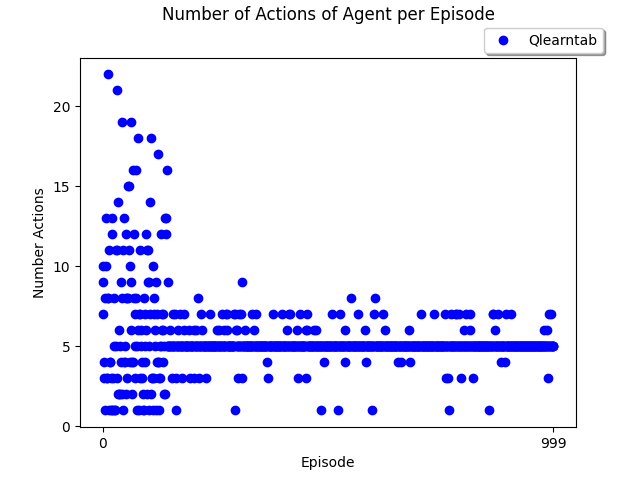 Number of Actions of Agent per Episode
Qlearntab
20
15
10
5
0
Number Actions
0 999
Episode